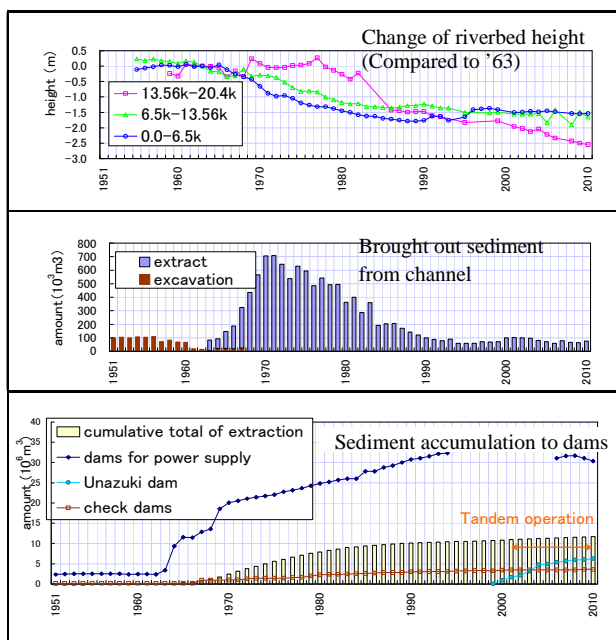 Change of riverbed height
(Compared to ’63)
height (m)
0.5
0.0
-0.5
-1.0
-1.5
-2.0
-2.5
-3.0
13.56k-20.4k
6.5k-13.56k
0.0-6.5k
1951
1960
1970
1980
1990
2000
2010
Brought out sediment
from channel
amount (10³m3)
800
700
600
500
400
300
200
100
0
extract
excavation
1951
1960
1970
1980
1990
2000
2010
Sediment accumulation to dams
amount (10⁶m³)
40
35
30
25
20
15
10
5
0
cumulative total of extraction
dams for power supply
Unazuki dam
check dams
Tandem operation
1951
1960
1970
1980
1990
2000
2010